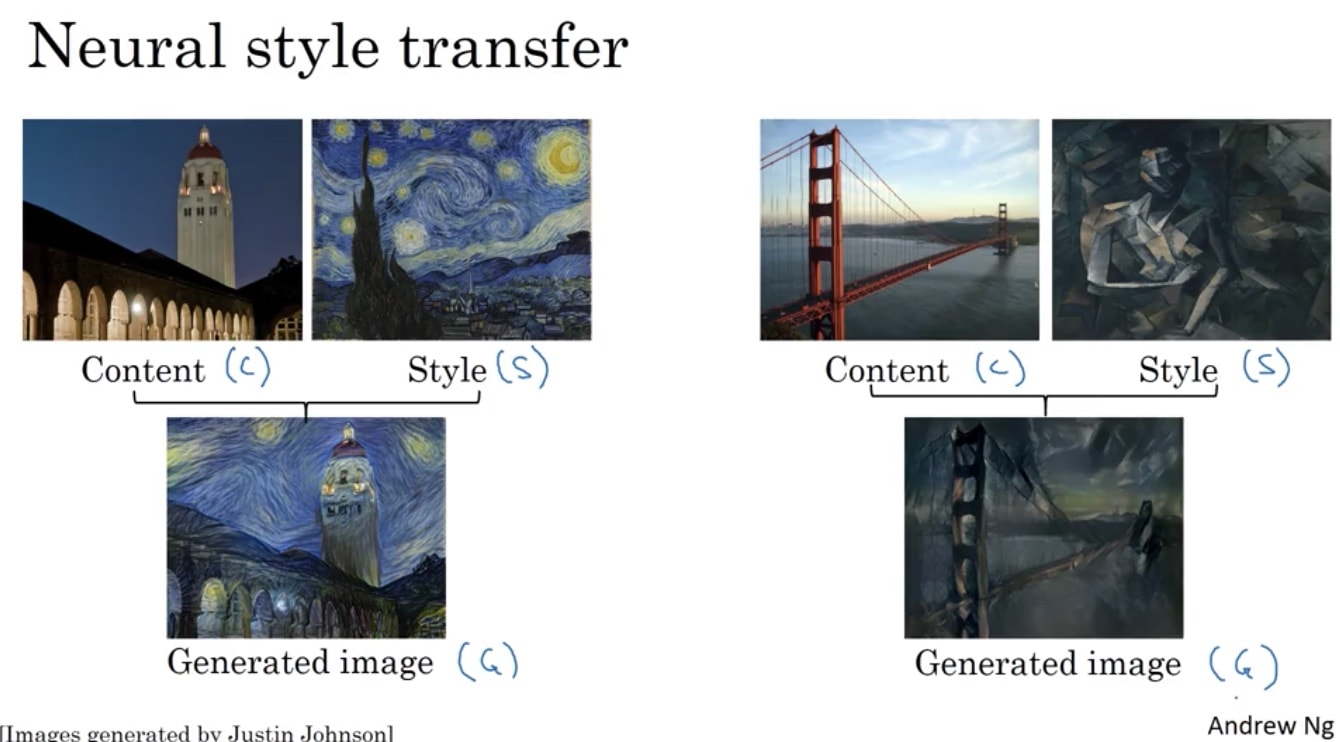 Neural style transfer
Content (C) Style (S)
Generated image (G)
Content (C) Style (S)
Generated image (G)
[Images generated by Justin Johnson]
Andrew Ng